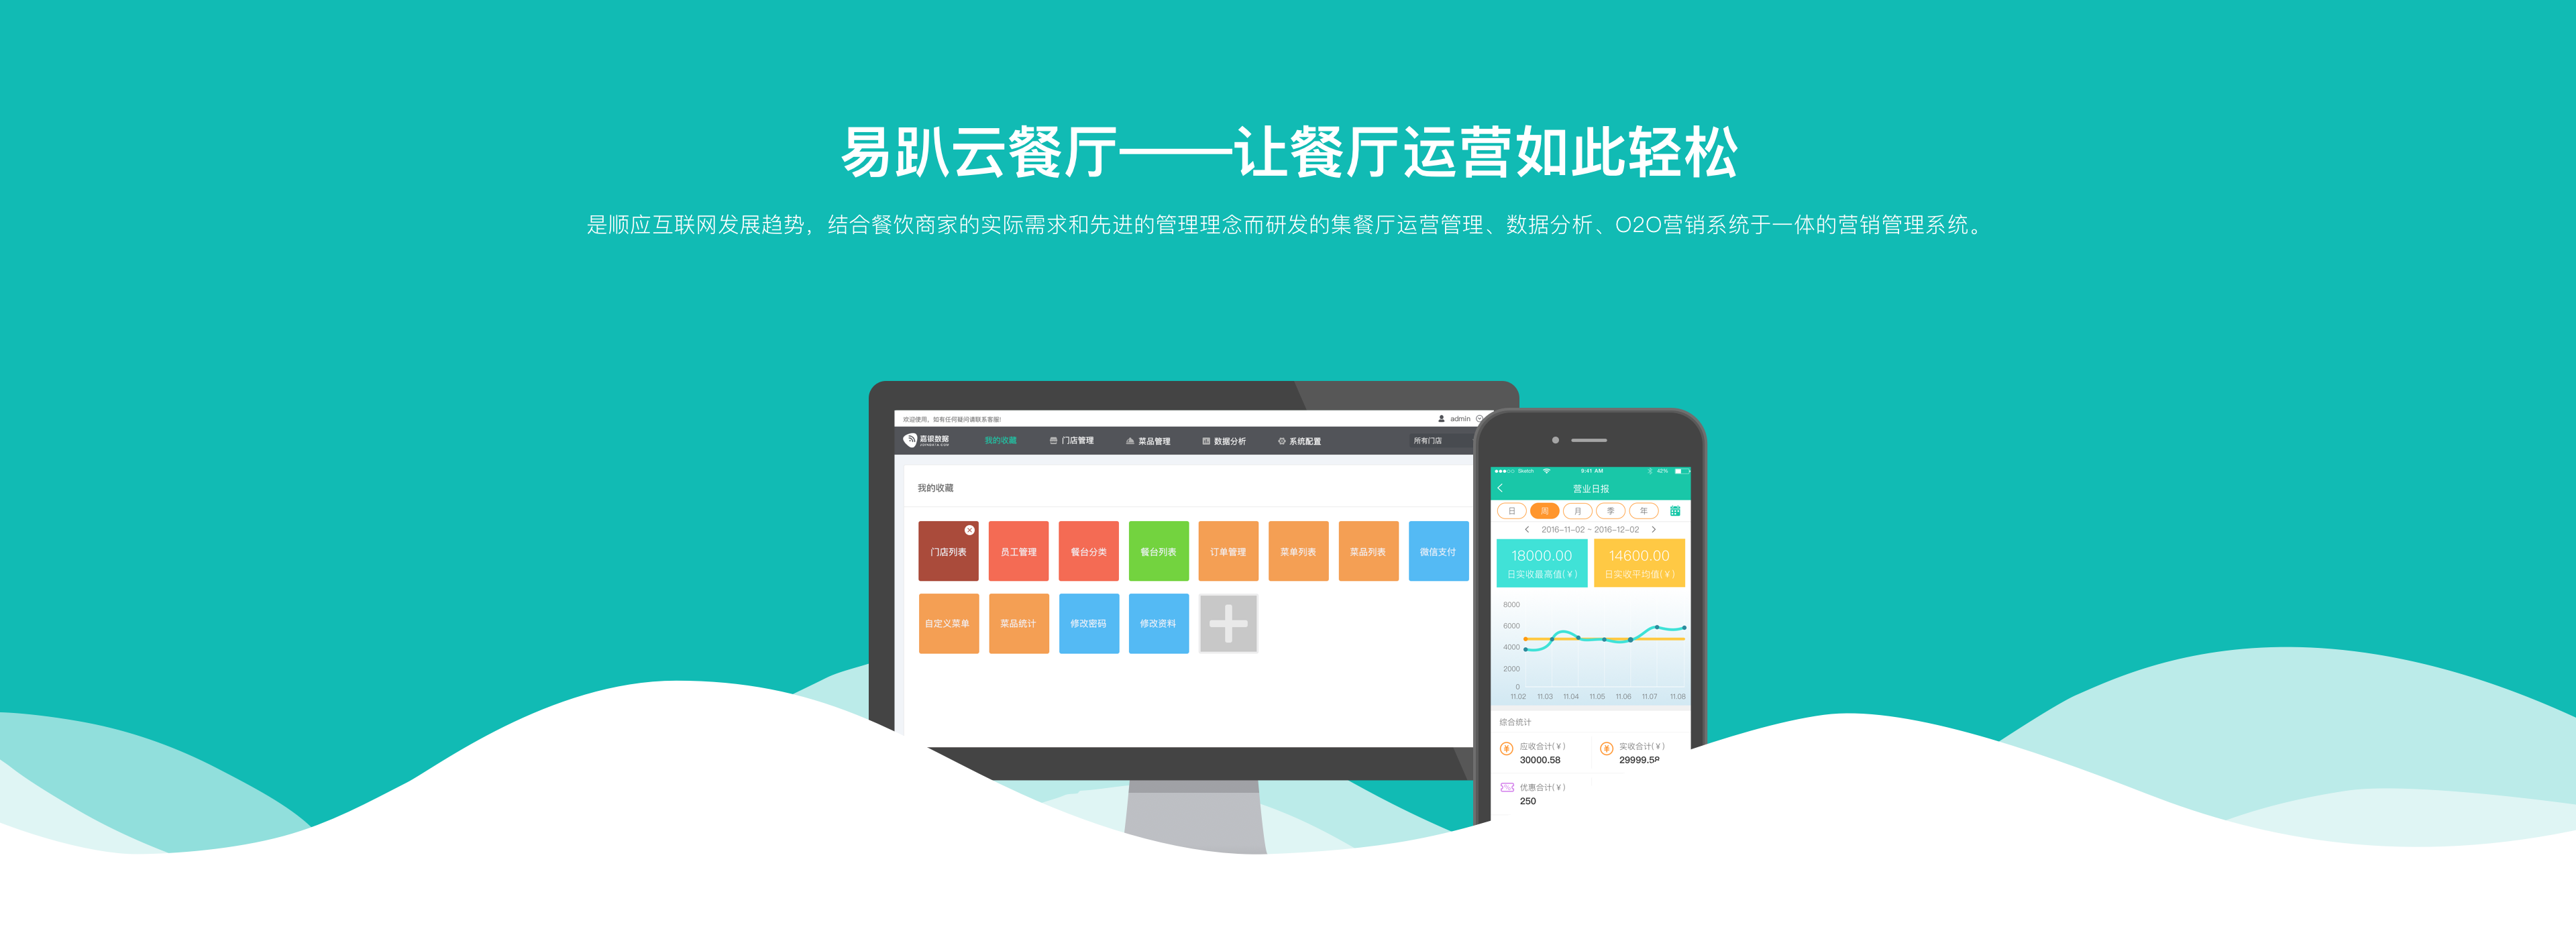 易趴云餐厅——让餐厅运营如此轻松
是顺应互联网发展趋势，结合餐饮商家的实际需求和先进的管理理念而研发的集餐厅运营管理、数据分析、O2O营销系统于一体的营销管理系统。
欢迎使用，如有任何疑问请联系客服!
admin
嘉银数据
我的收藏 门店管理 菜品管理 数据分析 系统配置 所有门店
我的收藏
门店列表 员工管理 餐台分类 餐台列表 订单管理 菜单列表 菜品列表 微信支付
自定义菜单 菜品统计 修改密码 修改资料
Sketch 9:41 AM 42%
营业日报
日 周 月 季 年
2016-11-02 ~ 2016-12-02
18000.00 14600.00
日实收最高值(¥) 日实收平均值(¥)
8000
6000
4000
2000
0
11.02 11.03 11.04 11.05 11.06 11.07 11.08
综合统计
应收合计(¥) 实收合计(¥)
30000.58 29999.58
优惠合计(¥)
250